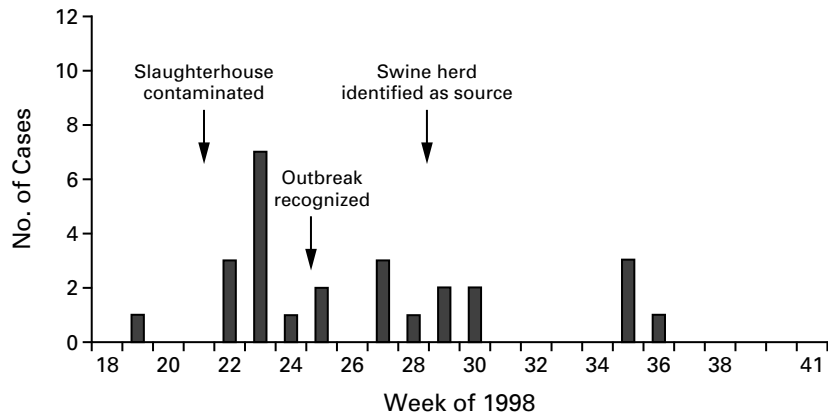 12
10
8
6
4
2
0
No. of Cases
Slaughterhouse
contaminated
Swine herd
identified as source
Outbreak
recognized
18 20 22 24 26 28 30 32 34 36 38 41
Week of 1998